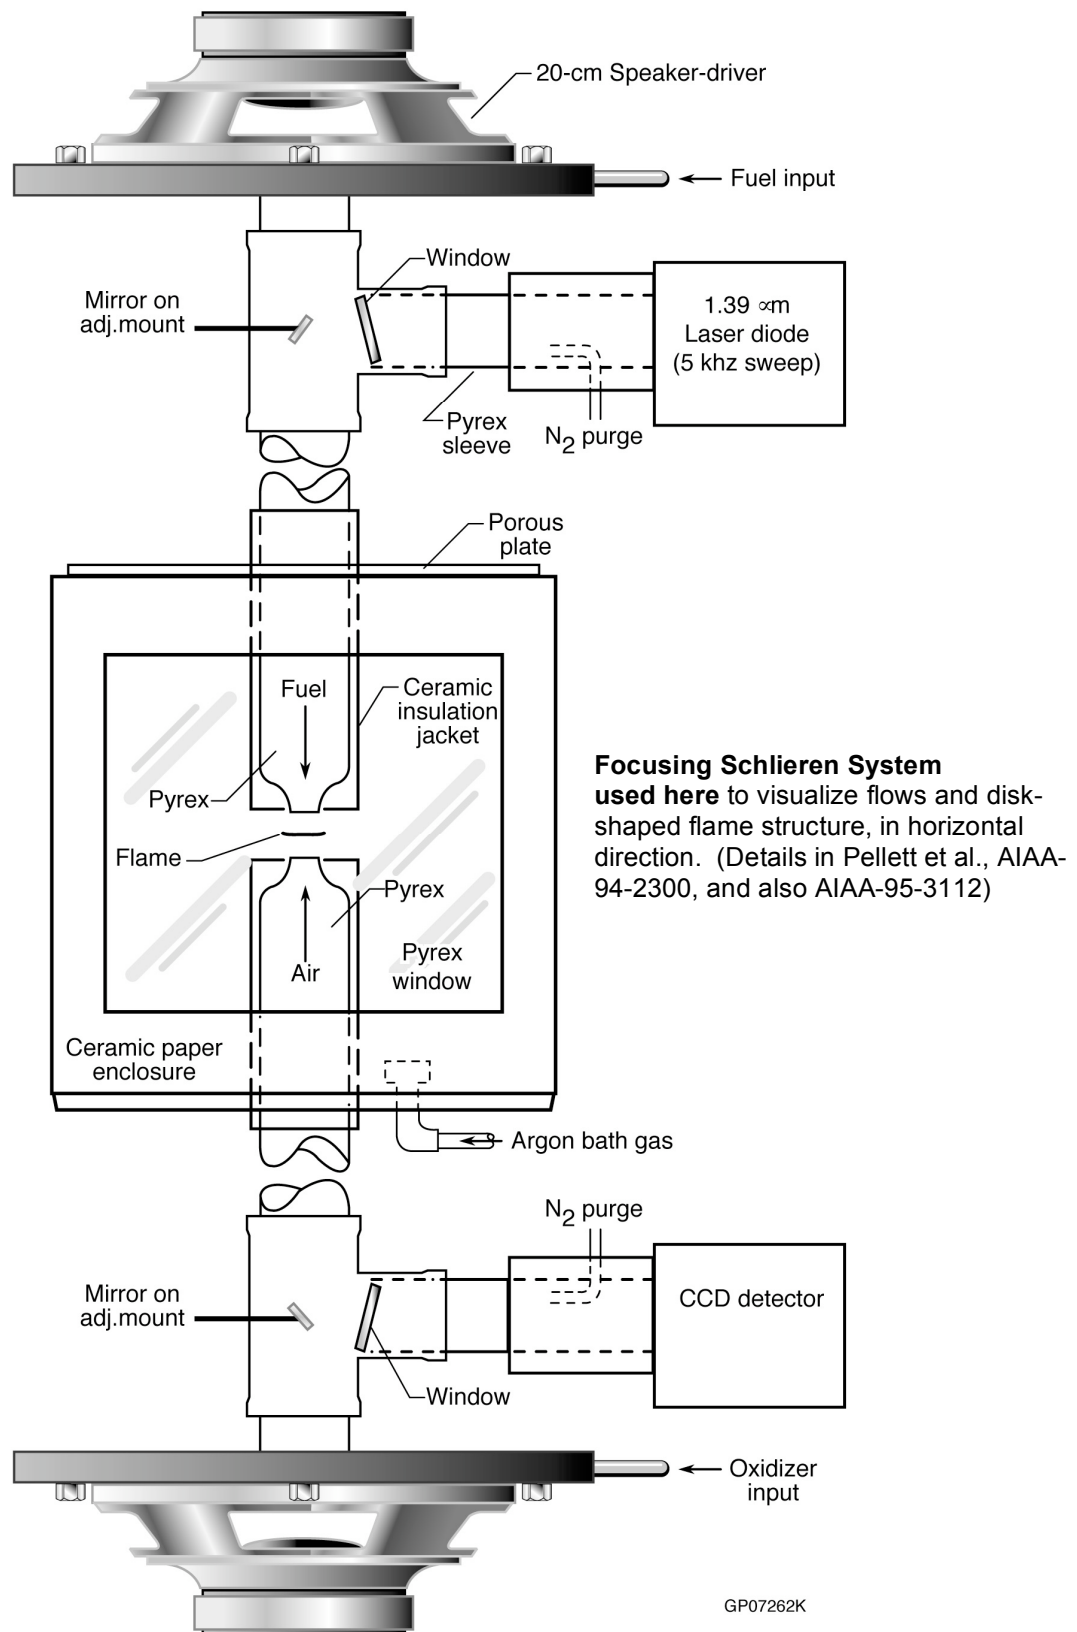 20-cm Speaker-driver
Fuel input
Window
Mirror on
adj.mount
1.39 ∝m
Laser diode
(5 khz sweep)
Pyrex
sleeve
N2 purge
Porous
plate
Fuel
Ceramic
insulation
jacket
Pyrex
Flame
Focusing Schlieren System
used here to visualize flows and disk-
shaped flame structure, in horizontal
direction. (Details in Pellett et al., AIAA-
94-2300, and also AIAA-95-3112)
Pyrex
Air
Pyrex
window
Ceramic paper
enclosure
Argon bath gas
N2 purge
Mirror on
adj.mount
CCD detector
Window
Oxidizer
input
GP07262K